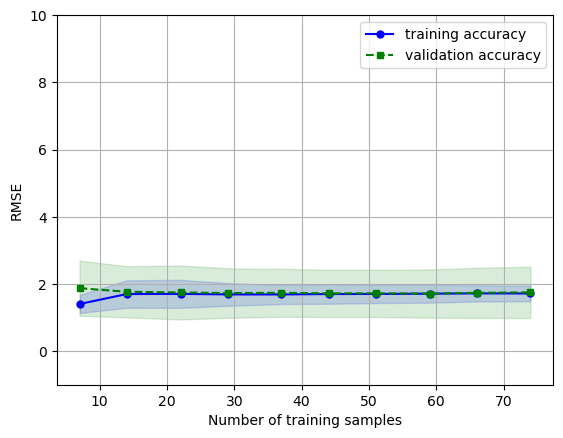 10
8
6
4
2
0
RMSE
training accuracy
validation accuracy
10 20 30 40 50 60 70
Number of training samples